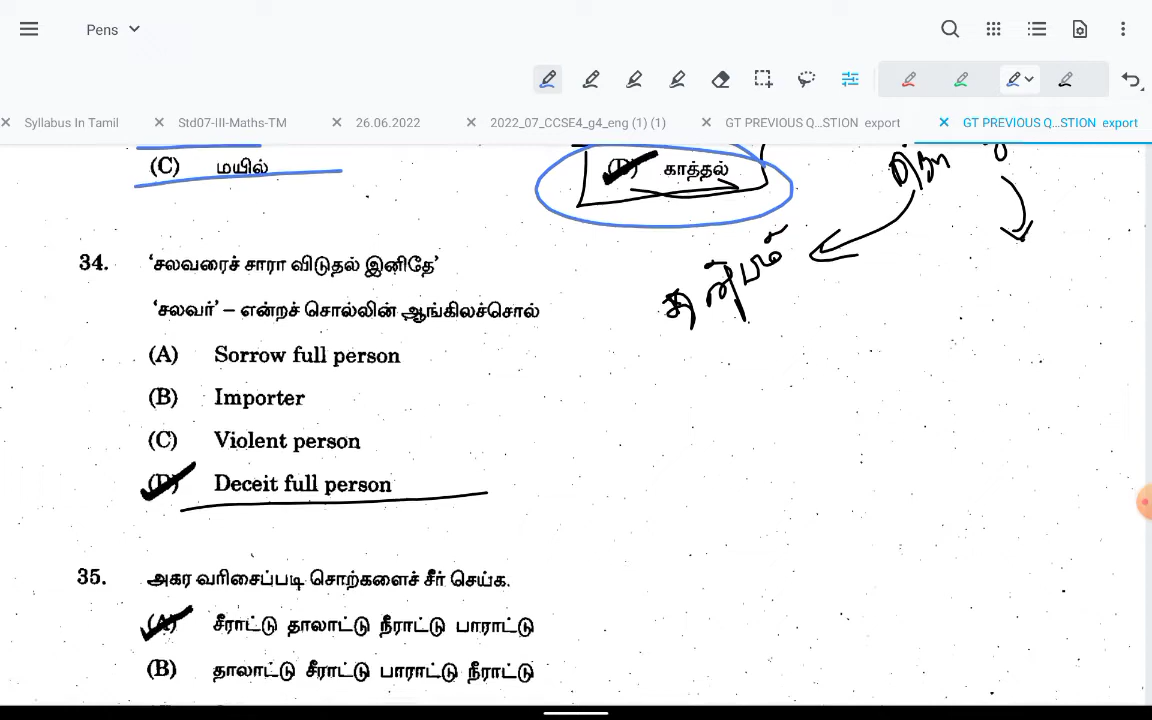 Pens
Syllabus In Tamil
Std07-III-Maths-TM
26.06.2022
2022_07_CCSE4_g4_eng (1) (1)
GT PREVIOUS Q...STION export
GT PREVIOUS Q...STION export
(C) மயில்
(D) காத்தல்
34. 'சலவரைச் சாரா விடுதல் இனிதே'
'சலவர்' – என்றச் சொல்லின் ஆங்கிலச்சொல்
(A) Sorrow full person
(B) Importer
(C) Violent person
(D) Deceit full person
35. அகர வரிசைப்படி சொற்களைச் சீர் செய்க.
(A) சீராட்டு தாலாட்டு நீராட்டு பாராட்டு
(B) தாலாட்டு சீராட்டு பாராட்டு நீராட்டு